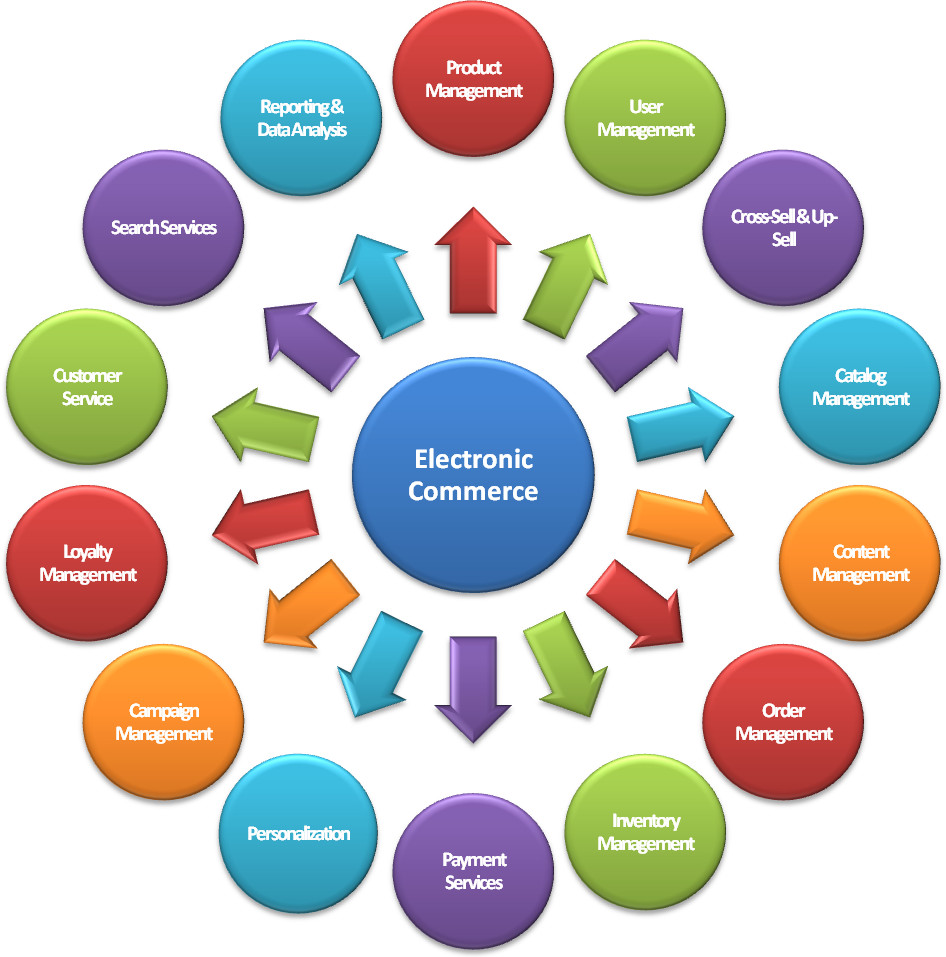 Product
Management
User
Management
Cross-Sell & Up-
Sell
Catalog
Management
Content
Management
Order
Management
Inventory
Management
Payment
Services
Personalization
Campaign
Management
Loyalty
Management
Customer
Service
Search Services
Reporting &
Data Analysis
Electronic
Commerce